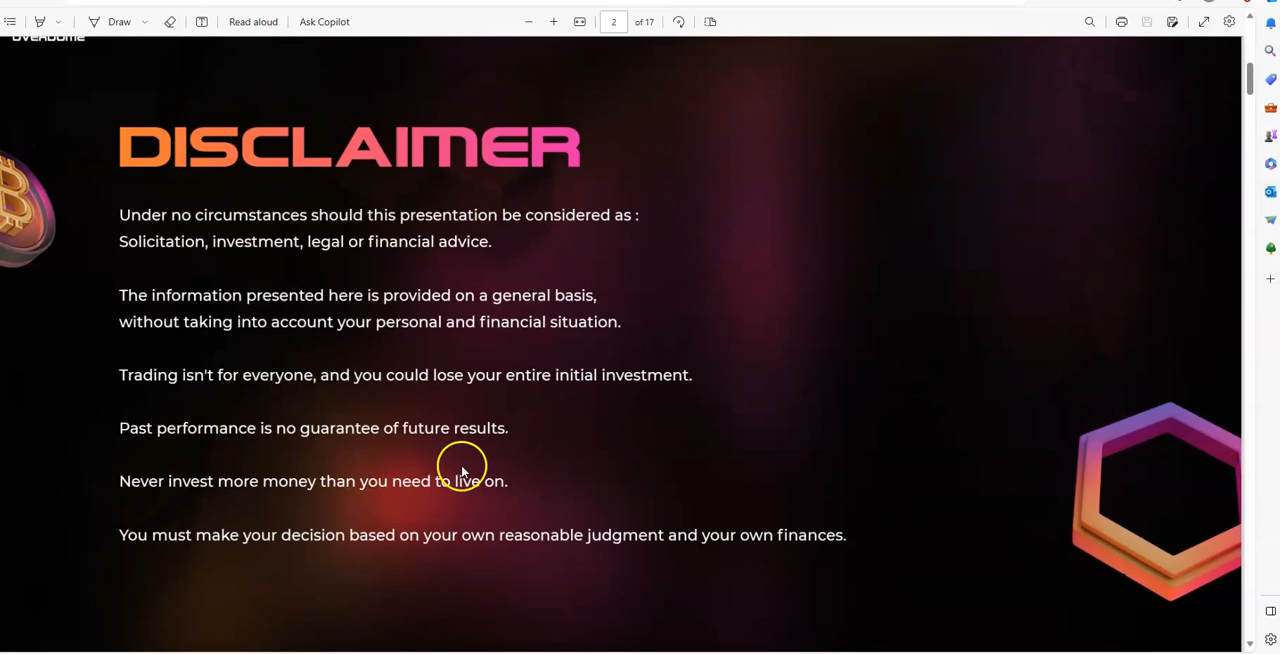 Draw
Read aloud
Ask Copilot
2 of 17
DISCLAIMER
Under no circumstances should this presentation be considered as :
Solicitation, investment, legal or financial advice.
The information presented here is provided on a general basis,
without taking into account your personal and financial situation.
Trading isn't for everyone, and you could lose your entire initial investment.
Past performance is no guarantee of future results.
Never invest more money than you need to live on.
You must make your decision based on your own reasonable judgment and your own finances.